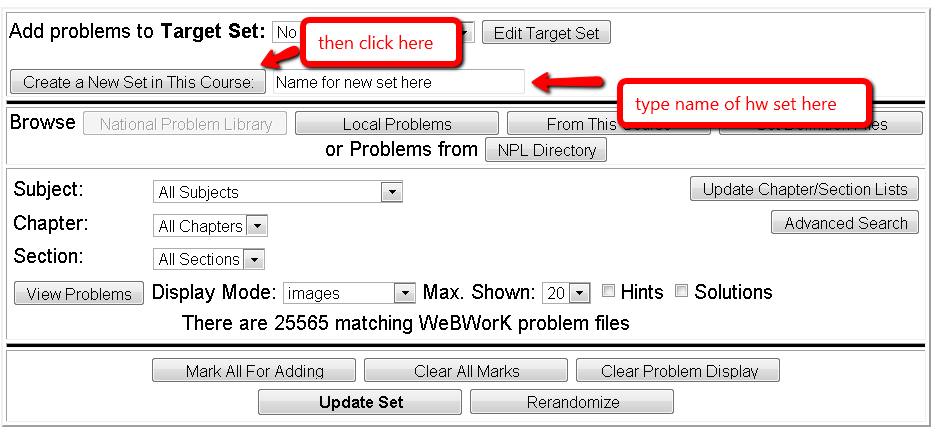 Add problems to Target Set: No
then click here
Edit Target Set
Create a New Set in This Course: Name for new set here
type name of hw set here
Browse National Problem Library Local Problems From This Course Files
or Problems from NPL Directory
Subject: All Subjects Update Chapter/Section Lists
Chapter: All Chapters Advanced Search
Section: All Sections
View Problems Display Mode: images Max. Shown: 20 Hints Solutions
There are 25565 matching WeBWorK problem files
Mark All For Adding Clear All Marks Clear Problem Display
Update Set Rerandomize